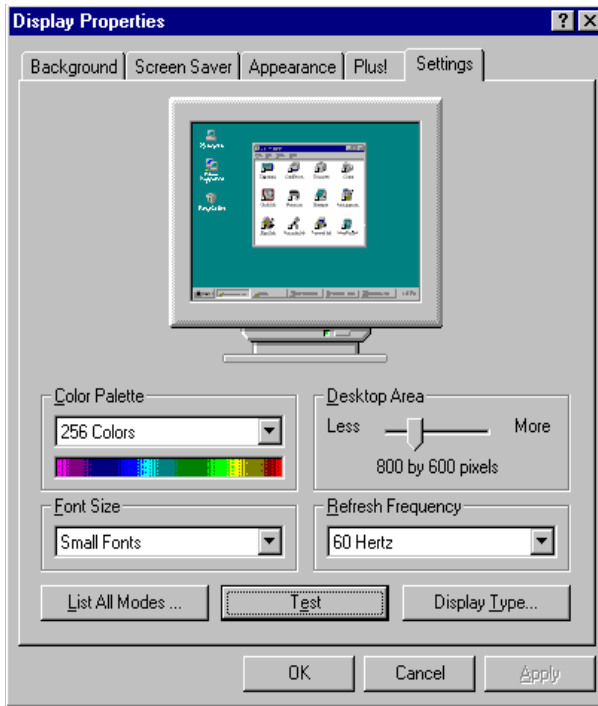 Display Properties
Background Screen Saver Appearance Plus! Settings
Color Palette
256 Colors
Desktop Area
Less More
800 by 600 pixels
Font Size
Small Fonts
Refresh Frequency
60 Hertz
List All Modes ... Test Display Type...
OK Cancel Apply